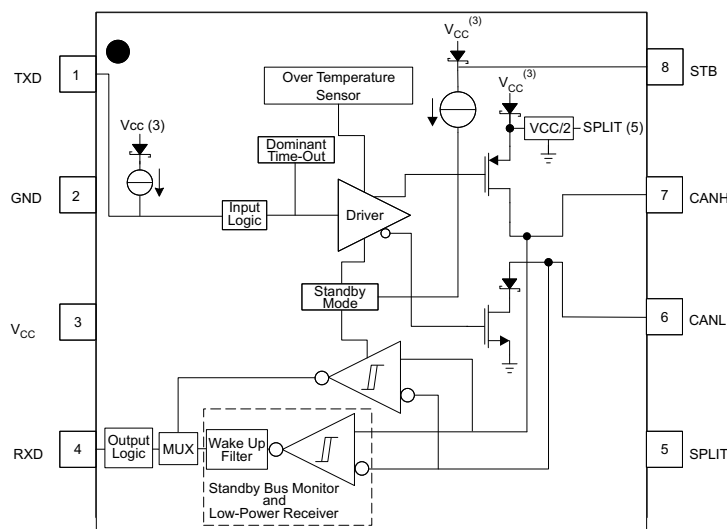 V_CC (3)
TXD
1
8
STB
Over Temperature
Sensor
V_CC (3)
Vcc (3)
VCC/2
SPLIT (5)
Dominant
Time-Out
GND
2
Input
Logic
Driver
7
CANH
Standby
Mode
V_CC
3
6
CANL
RXD
4
Output
Logic
MUX
Wake Up
Filter
5
SPLIT
Standby Bus Monitor
and
Low-Power Receiver